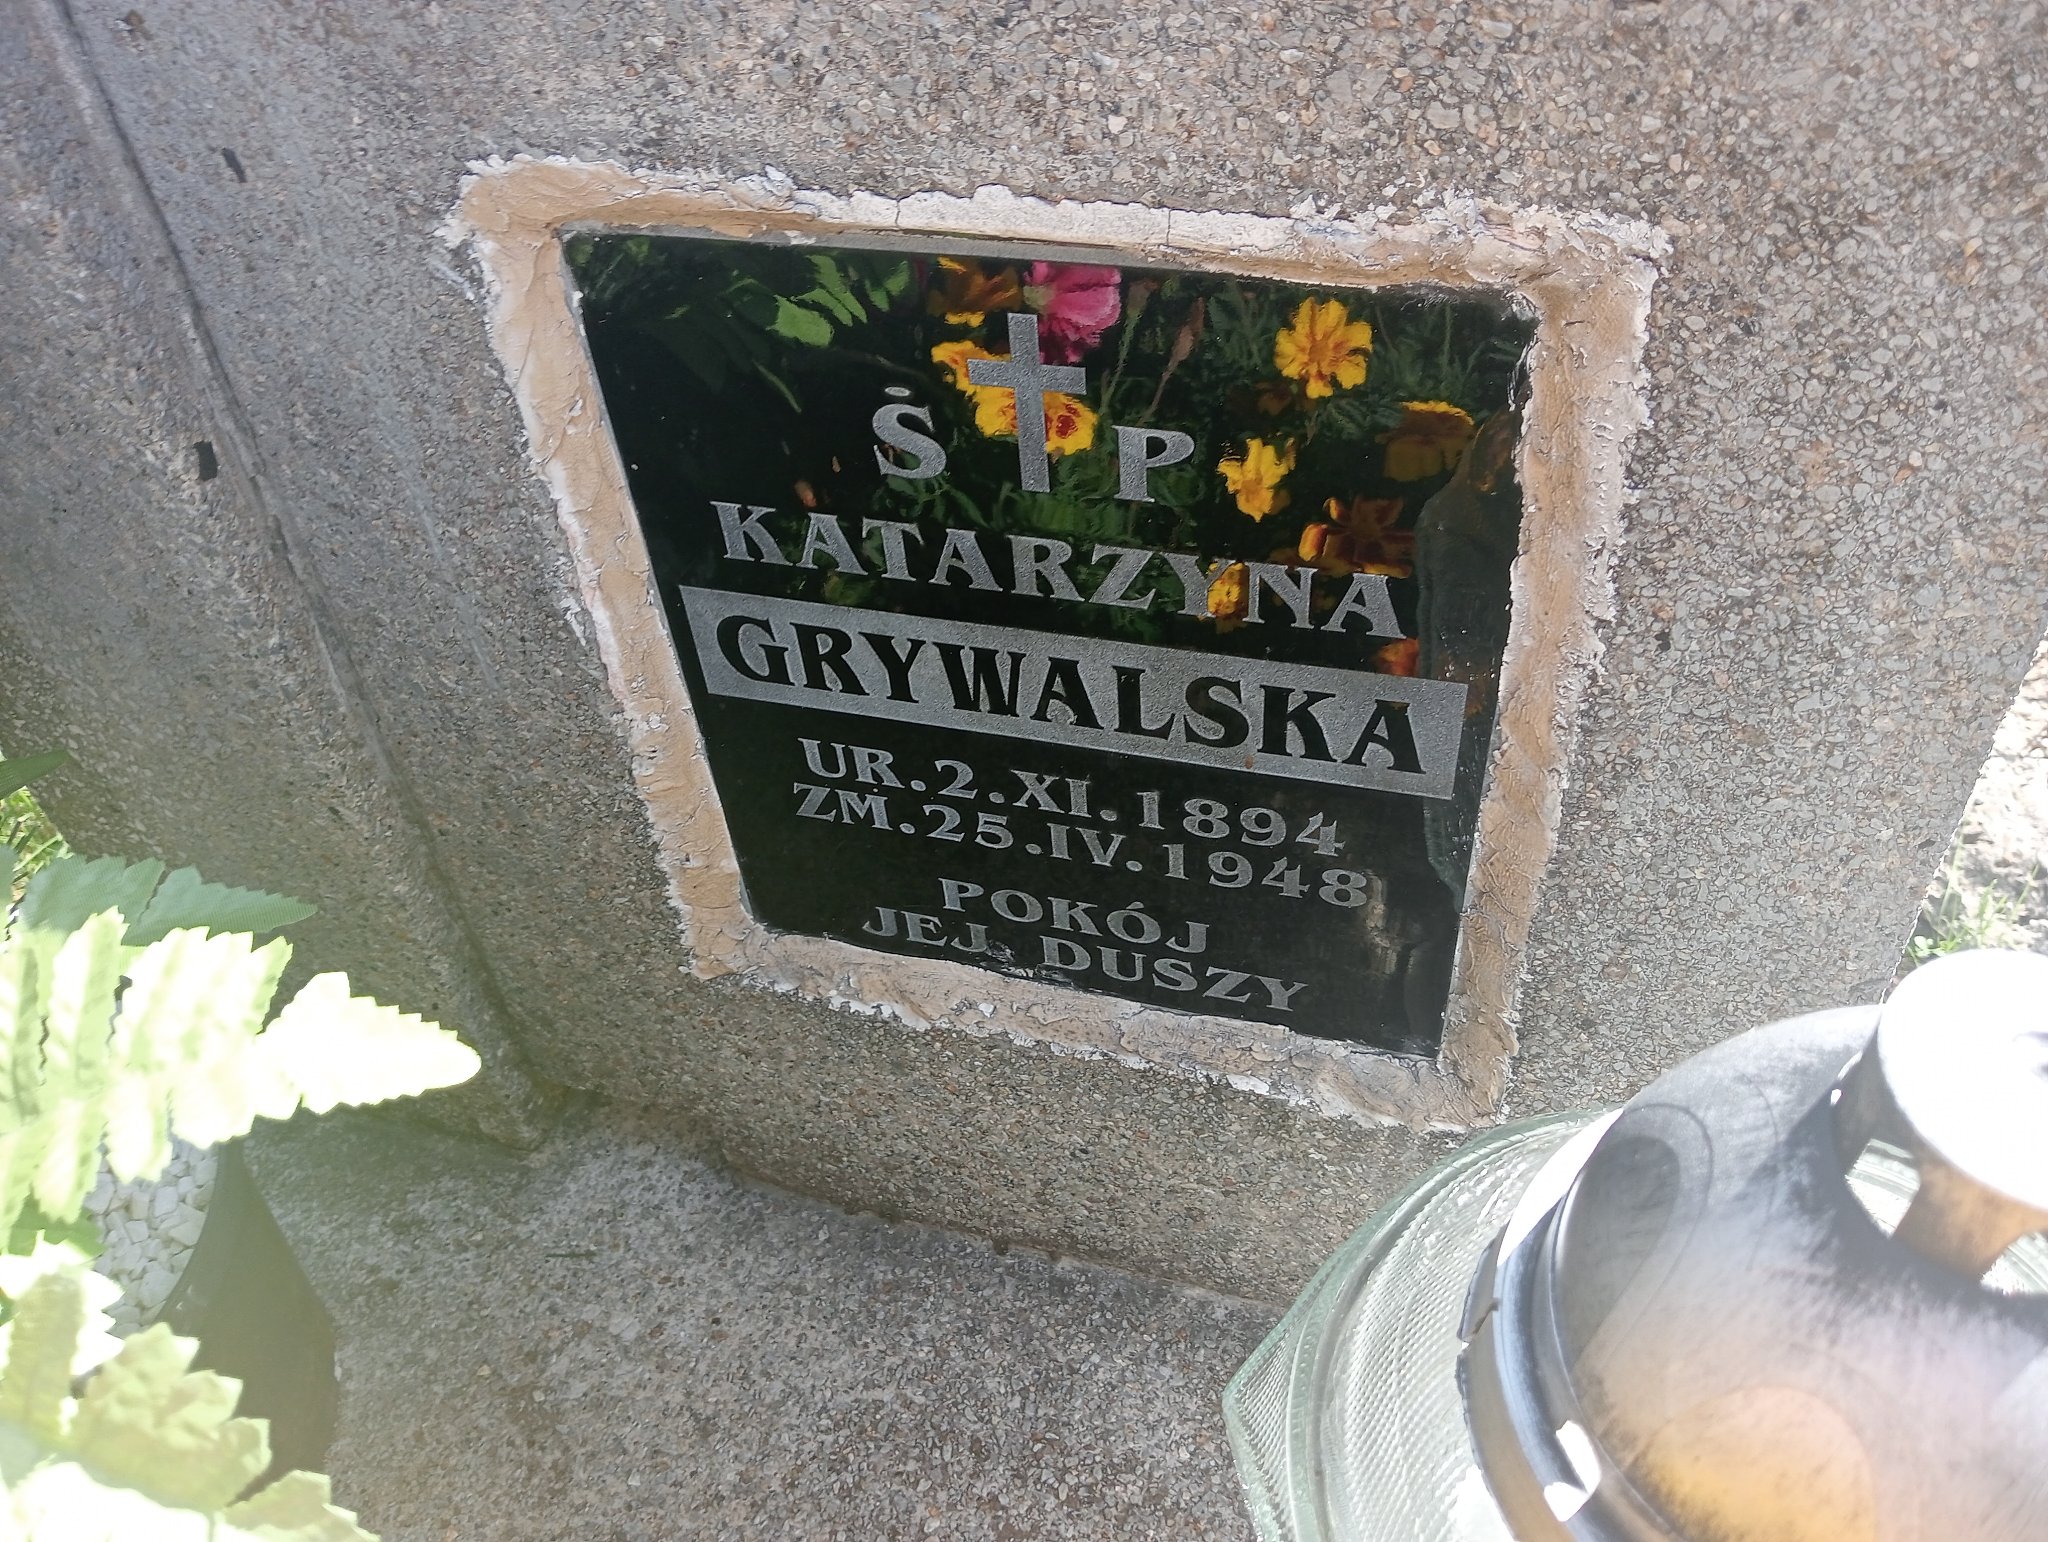 Ś P
KATARZYNA
GRYWALSKA
UR. 2. XI. 1894
ZM. 25. IV. 1948
POKÓJ
JEJ DUSZY